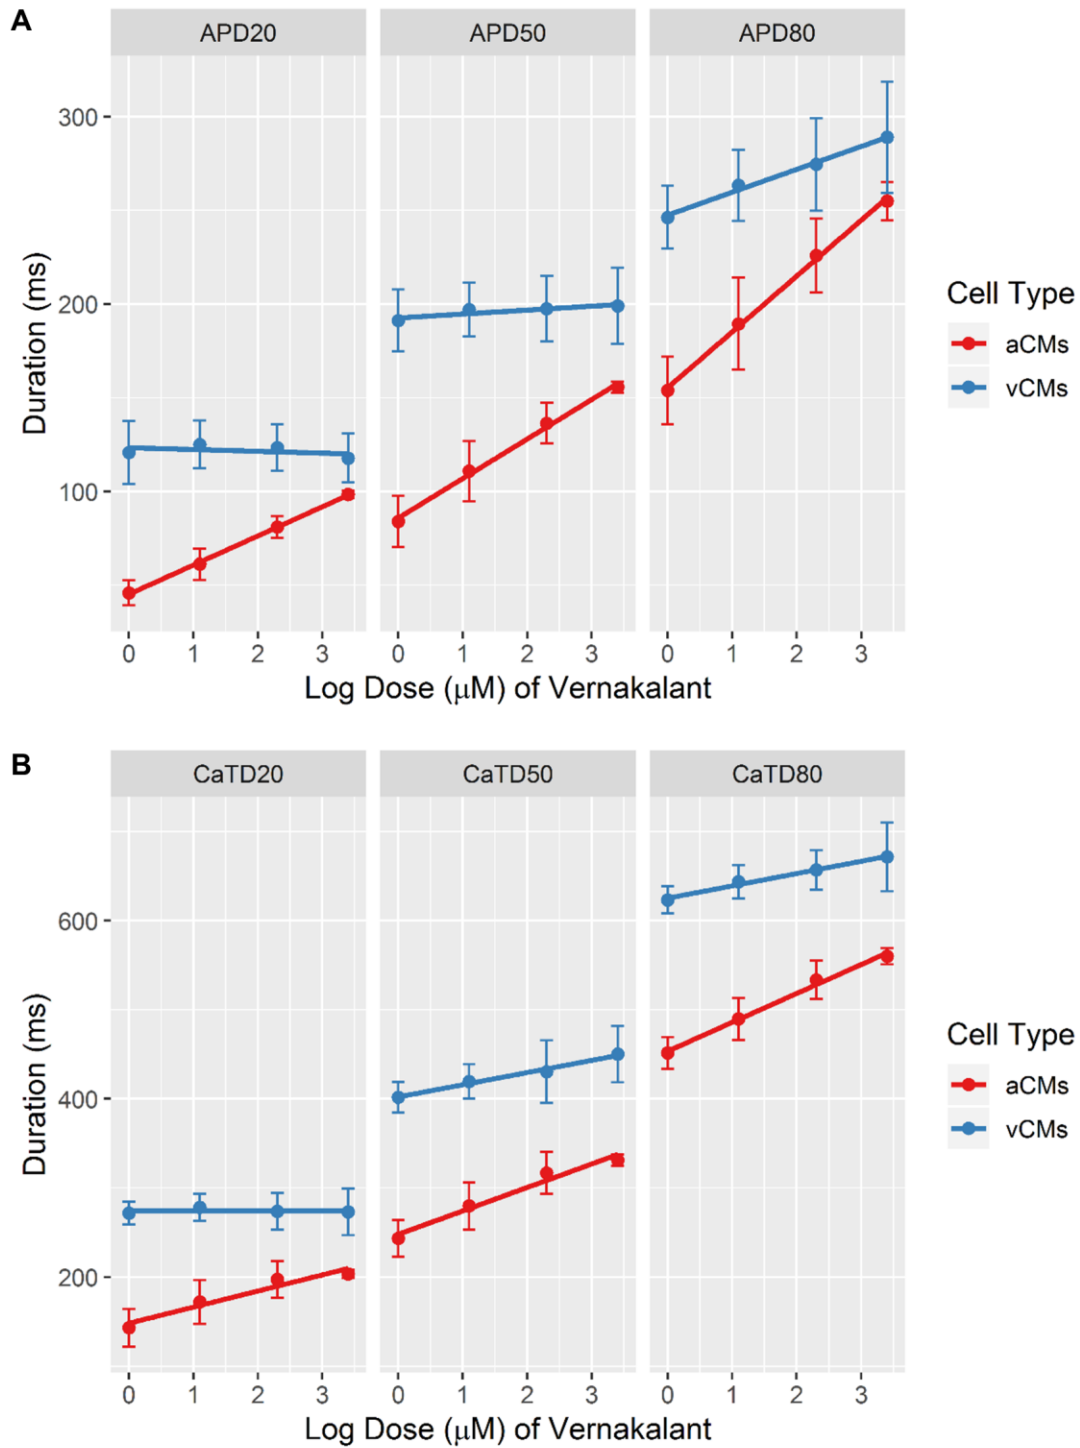 A
APD20 APD50 APD80
300
200
100
Duration (ms)
0 1 2 3 0 1 2 3 0 1 2 3
Log Dose (μM) of Vernakalant
Cell Type
aCMs
vCMs
B
CaTD20 CaTD50 CaTD80
600
400
200
Duration (ms)
0 1 2 3 0 1 2 3 0 1 2 3
Log Dose (μM) of Vernakalant
Cell Type
aCMs
vCMs